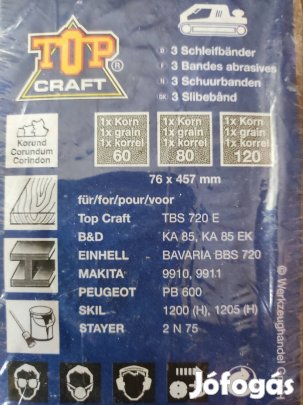 TOP
CRAFT
®
D 3 Schleifbänder
F 3 Bandes abrasives
N 3 Schuurbanden
DK 3 Slibebånd
Korund
Corundum
Corindon
1x Korn
1x grain
1x korrel
60
1x Korn
1x grain
1x korrel
80
1x Korn
1x grain
1x korrel
120
76 x 457 mm
für/for/pour/voor
Top Craft TBS 720 E
B&D KA 85, KA 85 EK
EINHELL BAVARIA BBS 720
MAKITA 9910, 9911
PEUGEOT PB 600
SKIL 1200 (H), 1205 (H)
STAYER 2 N 75
© Werkzeughandel
Jófogás